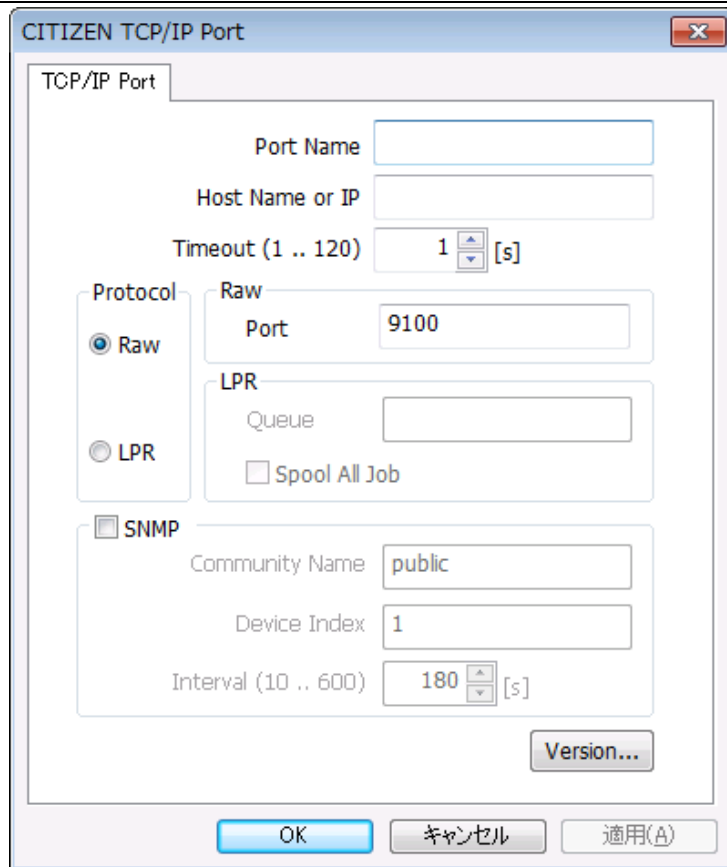 CITIZEN TCP/IP Port
TCP/IP Port
Port Name
Host Name or IP
Timeout (1 .. 120) 1 [s]
Protocol
Raw
LPR
Raw
Port 9100
LPR
Queue
Spool All Job
SNMP
Community Name public
Device Index 1
Interval (10 .. 600) 180 [s]
Version...
OK キャンセル 適用(A)